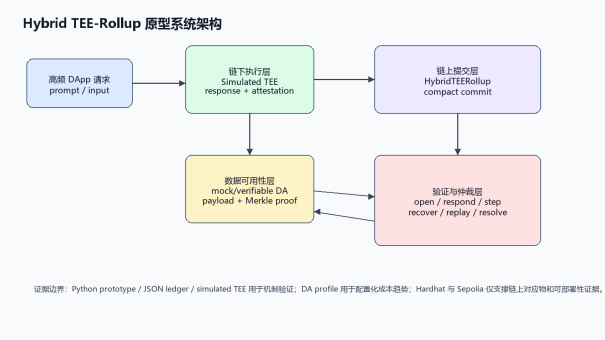 Hybrid TEE-Rollup 原型系统架构
高频 DApp 请求
prompt / input
链下执行层
Simulated TEE
response + attestation
链上提交层
HybridTEERollup
compact commit
数据可用性层
mock/verifiable DA
payload + Merkle proof
验证与仲裁层
open / respond / step
recover / replay / resolve
证据边界：Python prototype / JSON ledger / simulated TEE 用于机制验证；DA profile 用于配置化成本趋势；Hardhat 与 Sepolia 仅支撑链上对应物和可部署性证据。